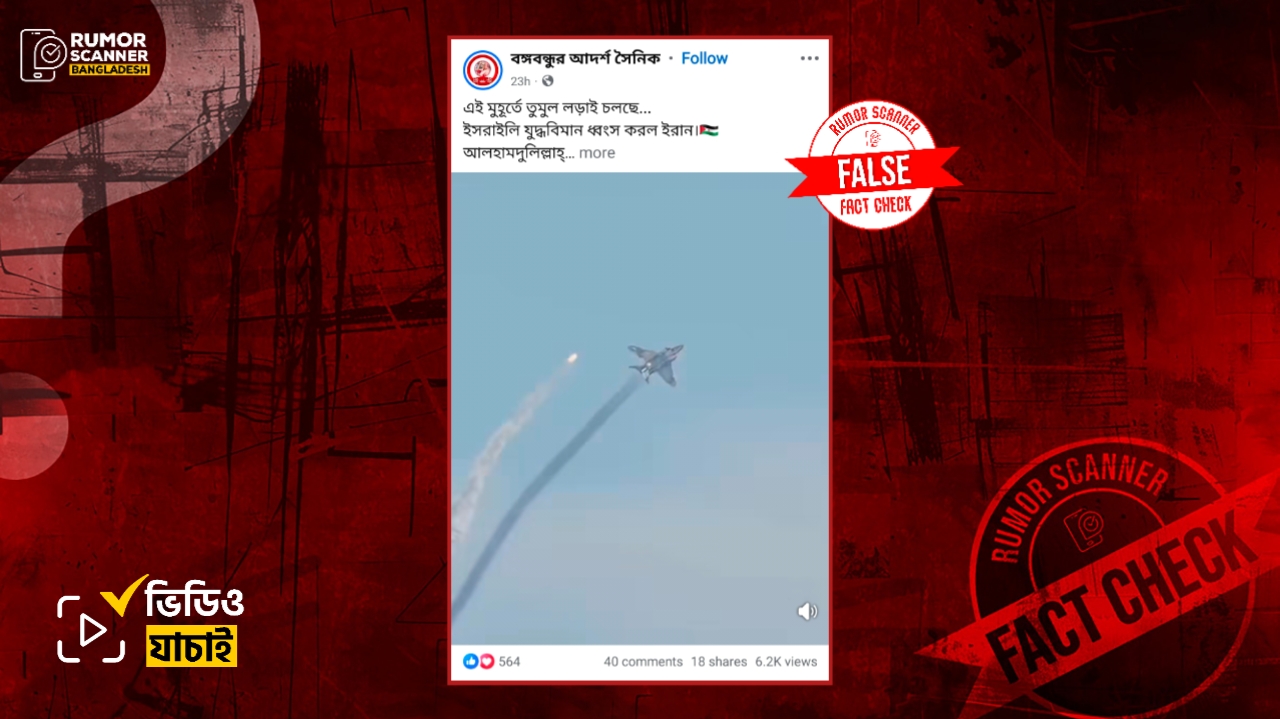 RUMOR
SCANNER
BANGLADESH
বঙ্গবন্ধুর আদর্শ সৈনিক · Follow
23h ·
এই মুহূর্তে তুমুল লড়াই চলছে...
ইসরাইলি যুদ্ধবিমান ধ্বংস করল ইরান।🇵🇸
আলহামদুলিল্লাহ্... more
RUMOR SCANNER
FALSE
FACT CHECK
564
40 comments 18 shares 6.2K views
ভিডিও
যাচাই
RUMOR SCANNER
FACT CHECK